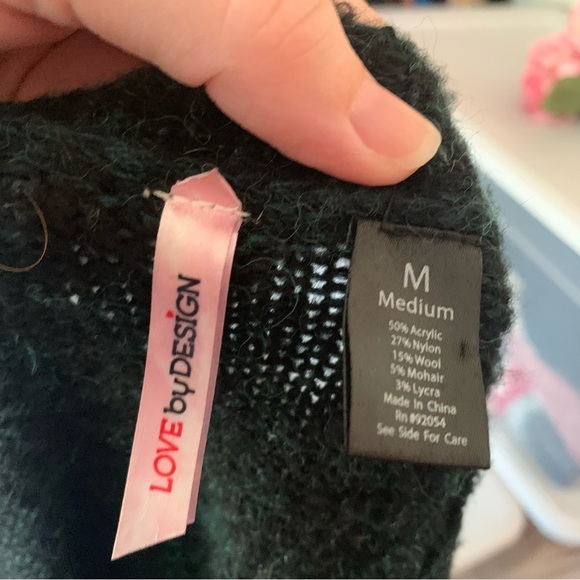 LOVE by DESIGN
M
Medium
50% Acrylic
27% Nylon
15% Wool
5% Mohair
3% Lycra
Made In China
Rn #92054
See Side For Care